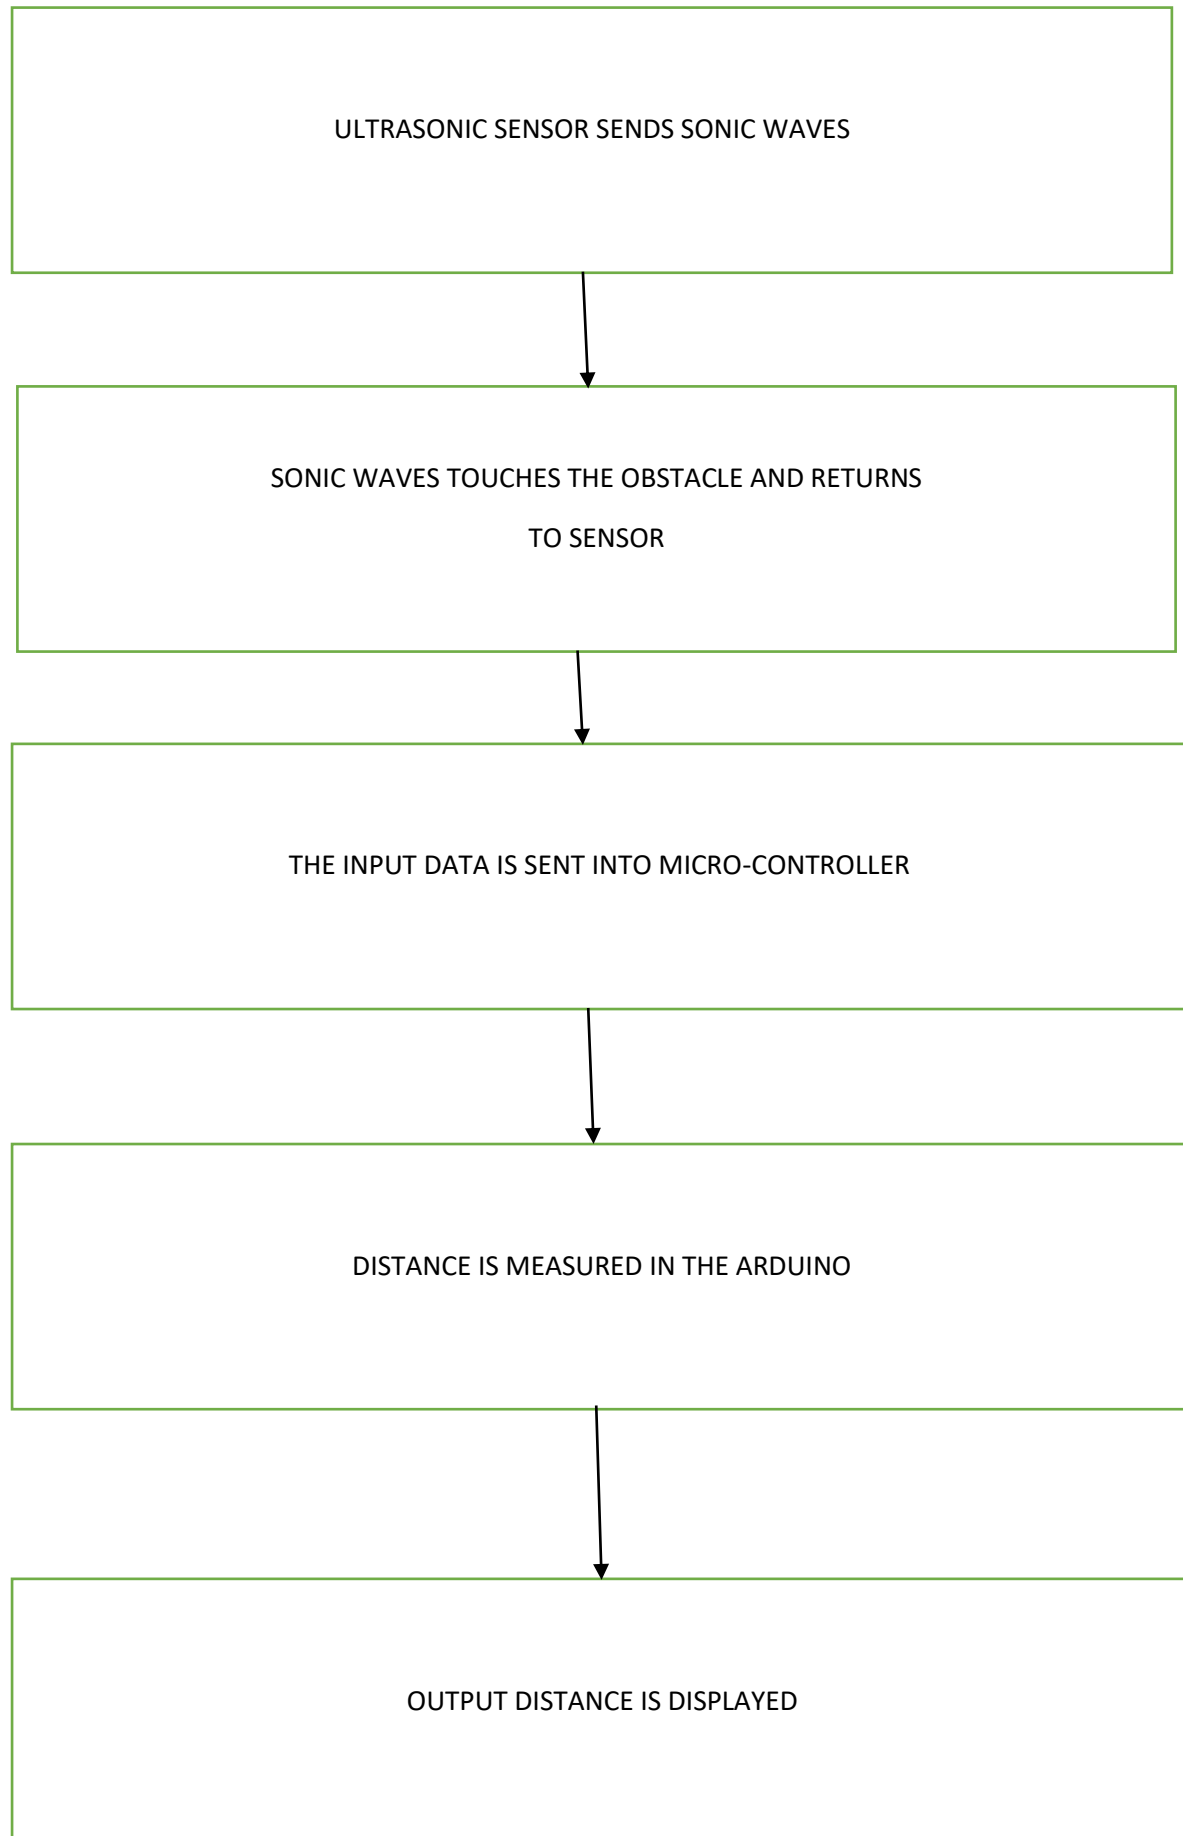 ULTRASONIC SENSOR SENDS SONIC WAVES
SONIC WAVES TOUCHES THE OBSTACLE AND RETURNS
TO SENSOR
THE INPUT DATA IS SENT INTO MICRO-CONTROLLER
DISTANCE IS MEASURED IN THE ARDUINO
OUTPUT DISTANCE IS DISPLAYED